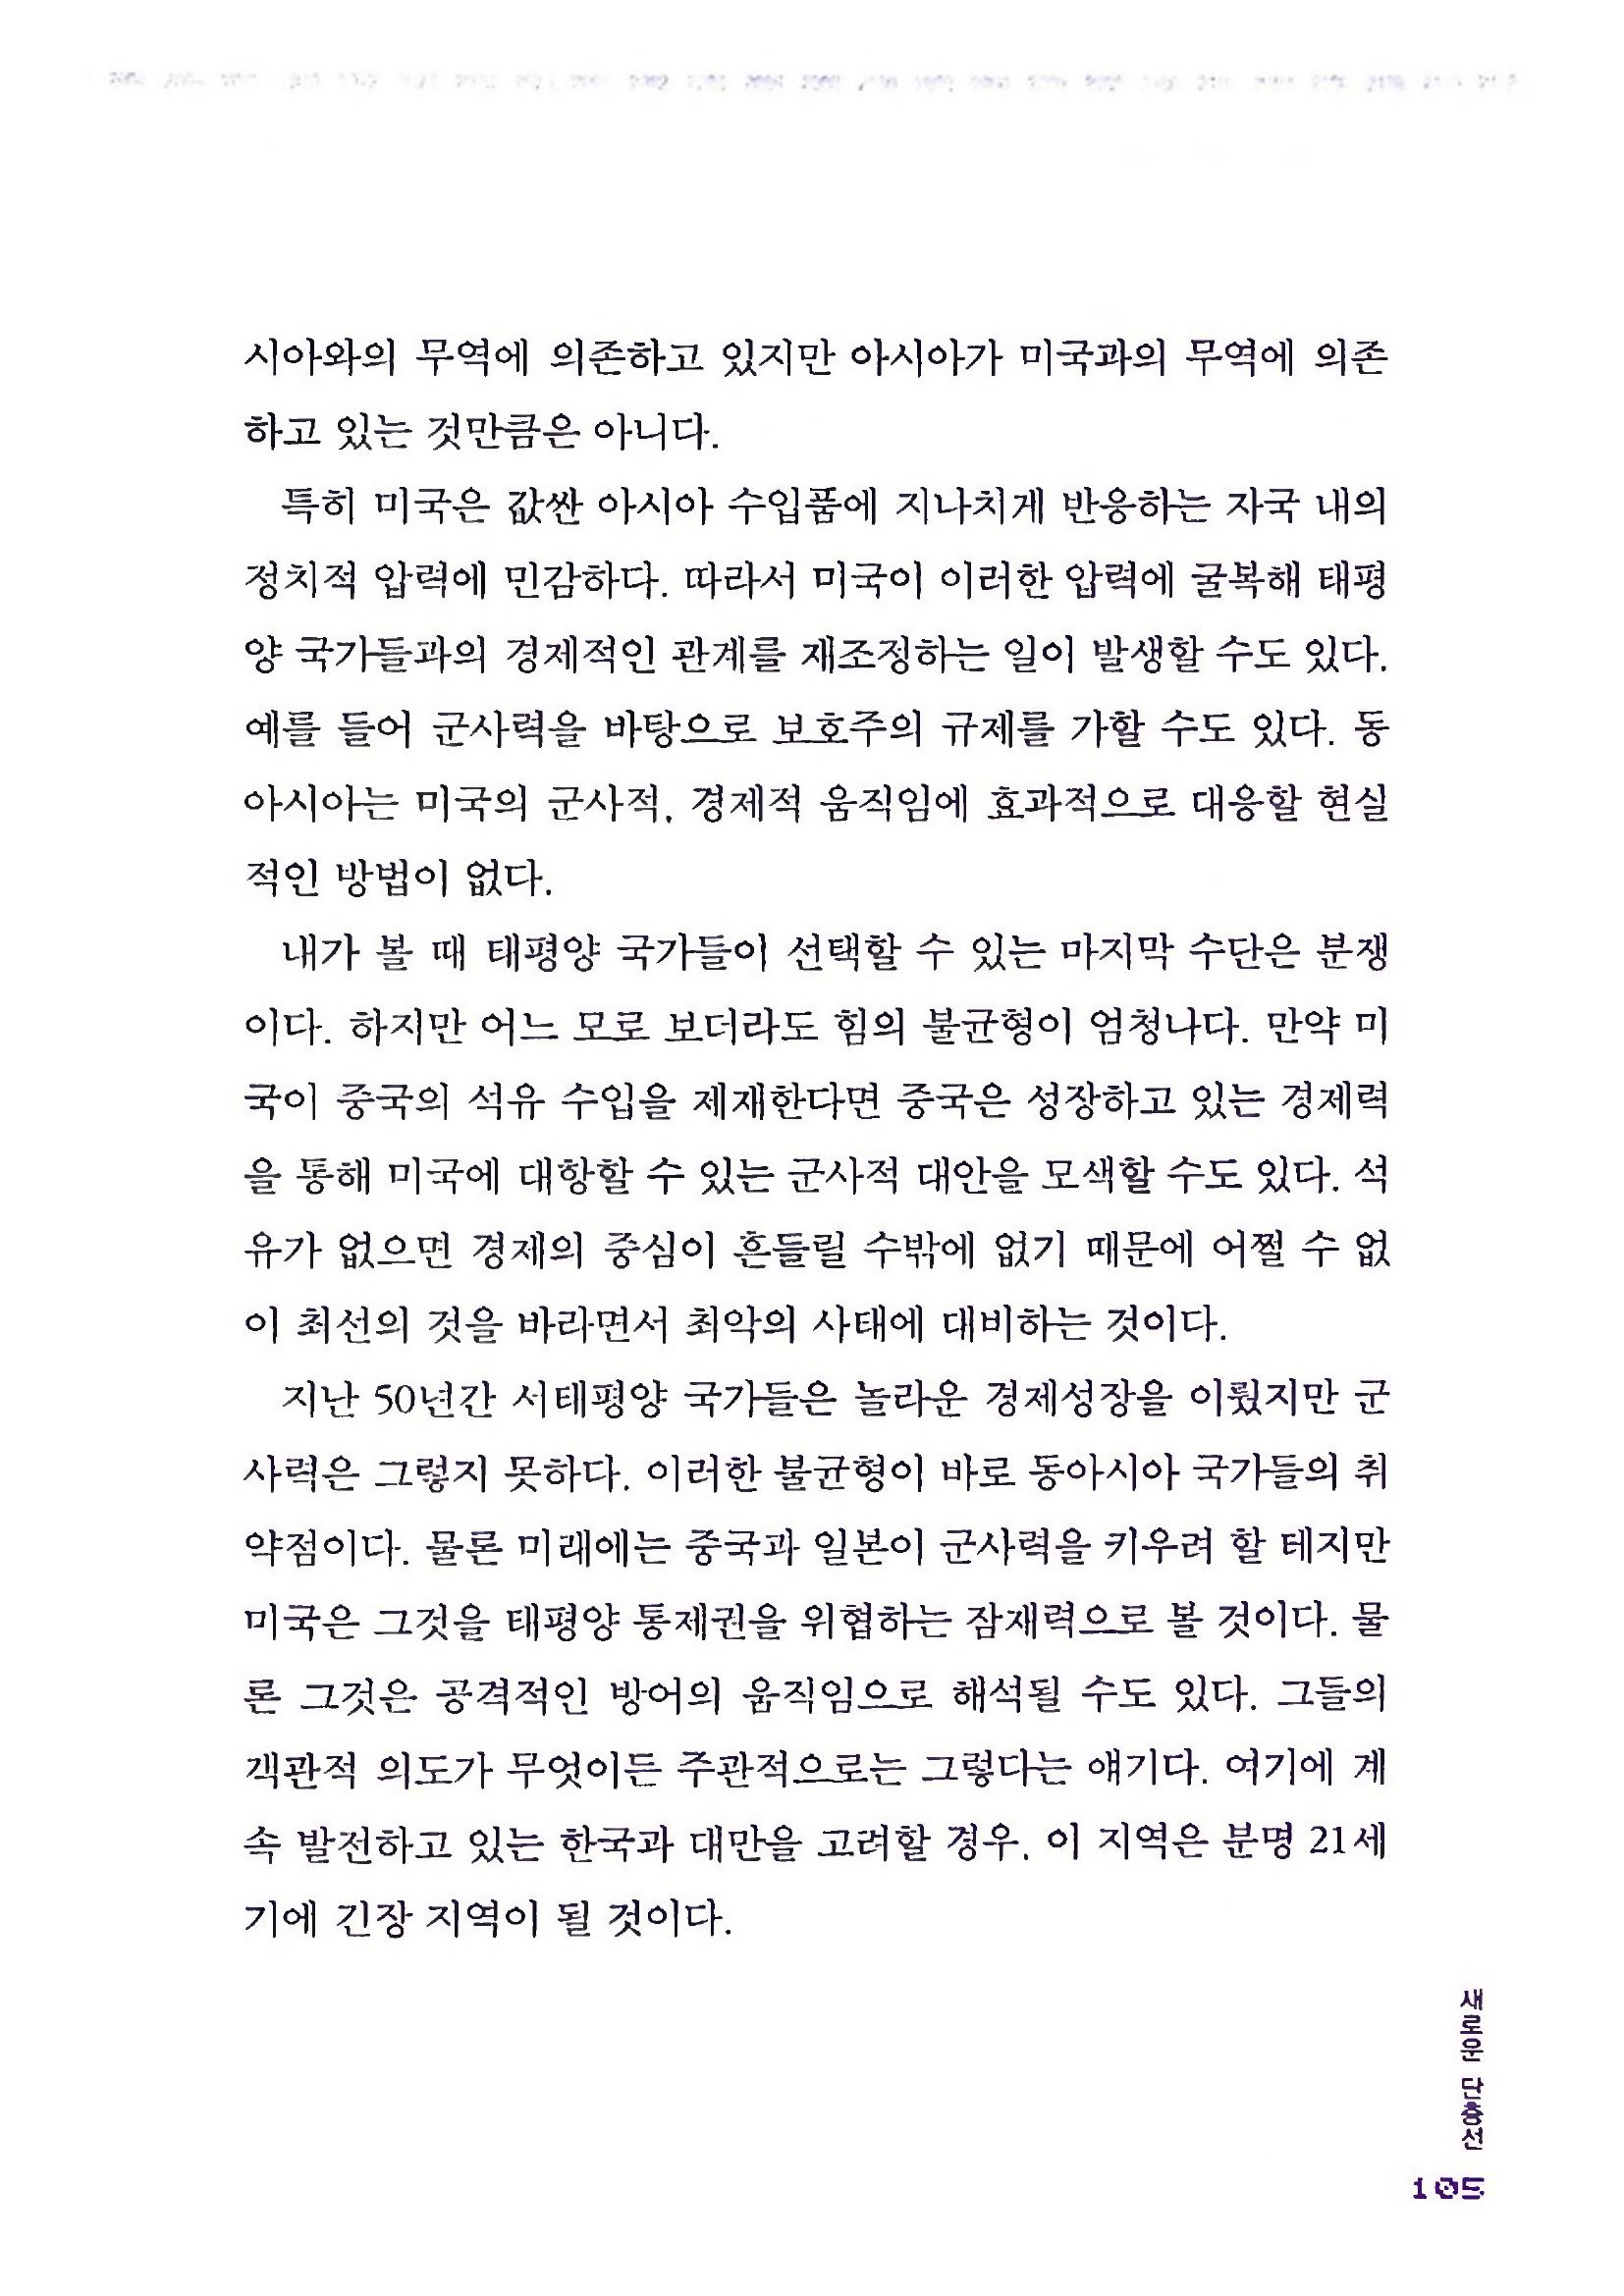 시아와의 무역에 의존하고 있지만 아시아가 미국과의 무역에 의존
하고 있는 것만큼은 아니다.
특히 미국은 값싼 아시아 수입품에 지나치게 반응하는 자국 내의
정치적 압력에 민감하다. 따라서 미국이 이러한 압력에 굴복해 태평
양 국가들과의 경제적인 관계를 재조정하는 일이 발생할 수도 있다.
예를 들어 군사력을 바탕으로 보호주의 규제를 가할 수도 있다. 동
아시아는 미국의 군사적, 경제적 움직임에 효과적으로 대응할 현실
적인 방법이 없다.
내가 볼 때 태평양 국가들이 선택할 수 있는 마지막 수단은 분쟁
이다. 하지만 어느 모로 보더라도 힘의 불균형이 엄청나다. 만약 미
국이 중국의 석유 수입을 제재한다면 중국은 성장하고 있는 경제력
을 통해 미국에 대항할 수 있는 군사적 대안을 모색할 수도 있다. 석
유가 없으면 경제의 중심이 흔들릴 수밖에 없기 때문에 어쩔 수 없
이 최선의 것을 바라면서 최악의 사태에 대비하는 것이다.
지난 50년간 서태평양 국가들은 놀라운 경제성장을 이뤘지만 군
사력은 그렇지 못하다. 이러한 불균형이 바로 동아시아 국가들의 취
약점이다. 물론 미래에는 중국과 일본이 군사력을 키우려 할 테지만
미국은 그것을 태평양 통제권을 위협하는 잠재력으로 볼 것이다. 물
론 그것은 공격적인 방어의 움직임으로 해석될 수도 있다. 그들의
객관적 의도가 무엇이든 주관적으로는 그렇다는 얘기다. 여기에 계
속 발전하고 있는 한국과 대만을 고려할 경우, 이 지역은 분명 21세
기에 긴장 지역이 될 것이다.
새로운 단층선
105